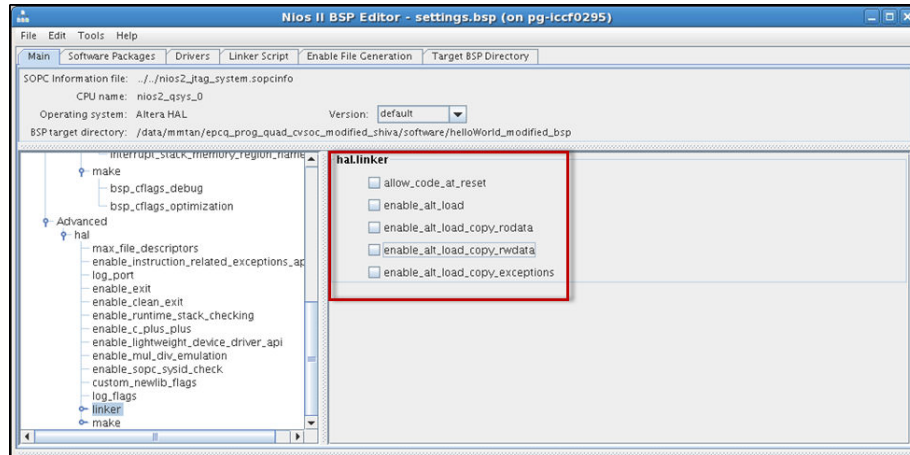 Nios II BSP Editor - settings.bsp (on pg-iccf0295)
File Edit Tools Help
Main Software Packages Drivers Linker Script Enable File Generation Target BSP Directory
SOPC Information file: ../../nios2_jtag_system.sopcinfo
CPU name: nios2_qsys_0
Operating system: Altera HAL Version: default
BSP target directory: /data/mmtan/epcq_prog_quad_cvsoc_modified_shiva/software/helloWorld_modified_bsp
interrupt_stack_memory_region_name
make
bsp_cflags_debug
bsp_cflags_optimization
Advanced
hal
max_file_descriptors
enable_instruction_related_exceptions_ap
log_port
enable_exit
enable_clean_exit
enable_runtime_stack_checking
enable_c_plus_plus
enable_lightweight_device_driver_api
enable_mul_div_emulation
enable_sopc_sysid_check
custom_newlib_flags
log_flags
linker
make
hal.linker
allow_code_at_reset
enable_alt_load
enable_alt_load_copy_rodata
enable_alt_load_copy_rwdata
enable_alt_load_copy_exceptions